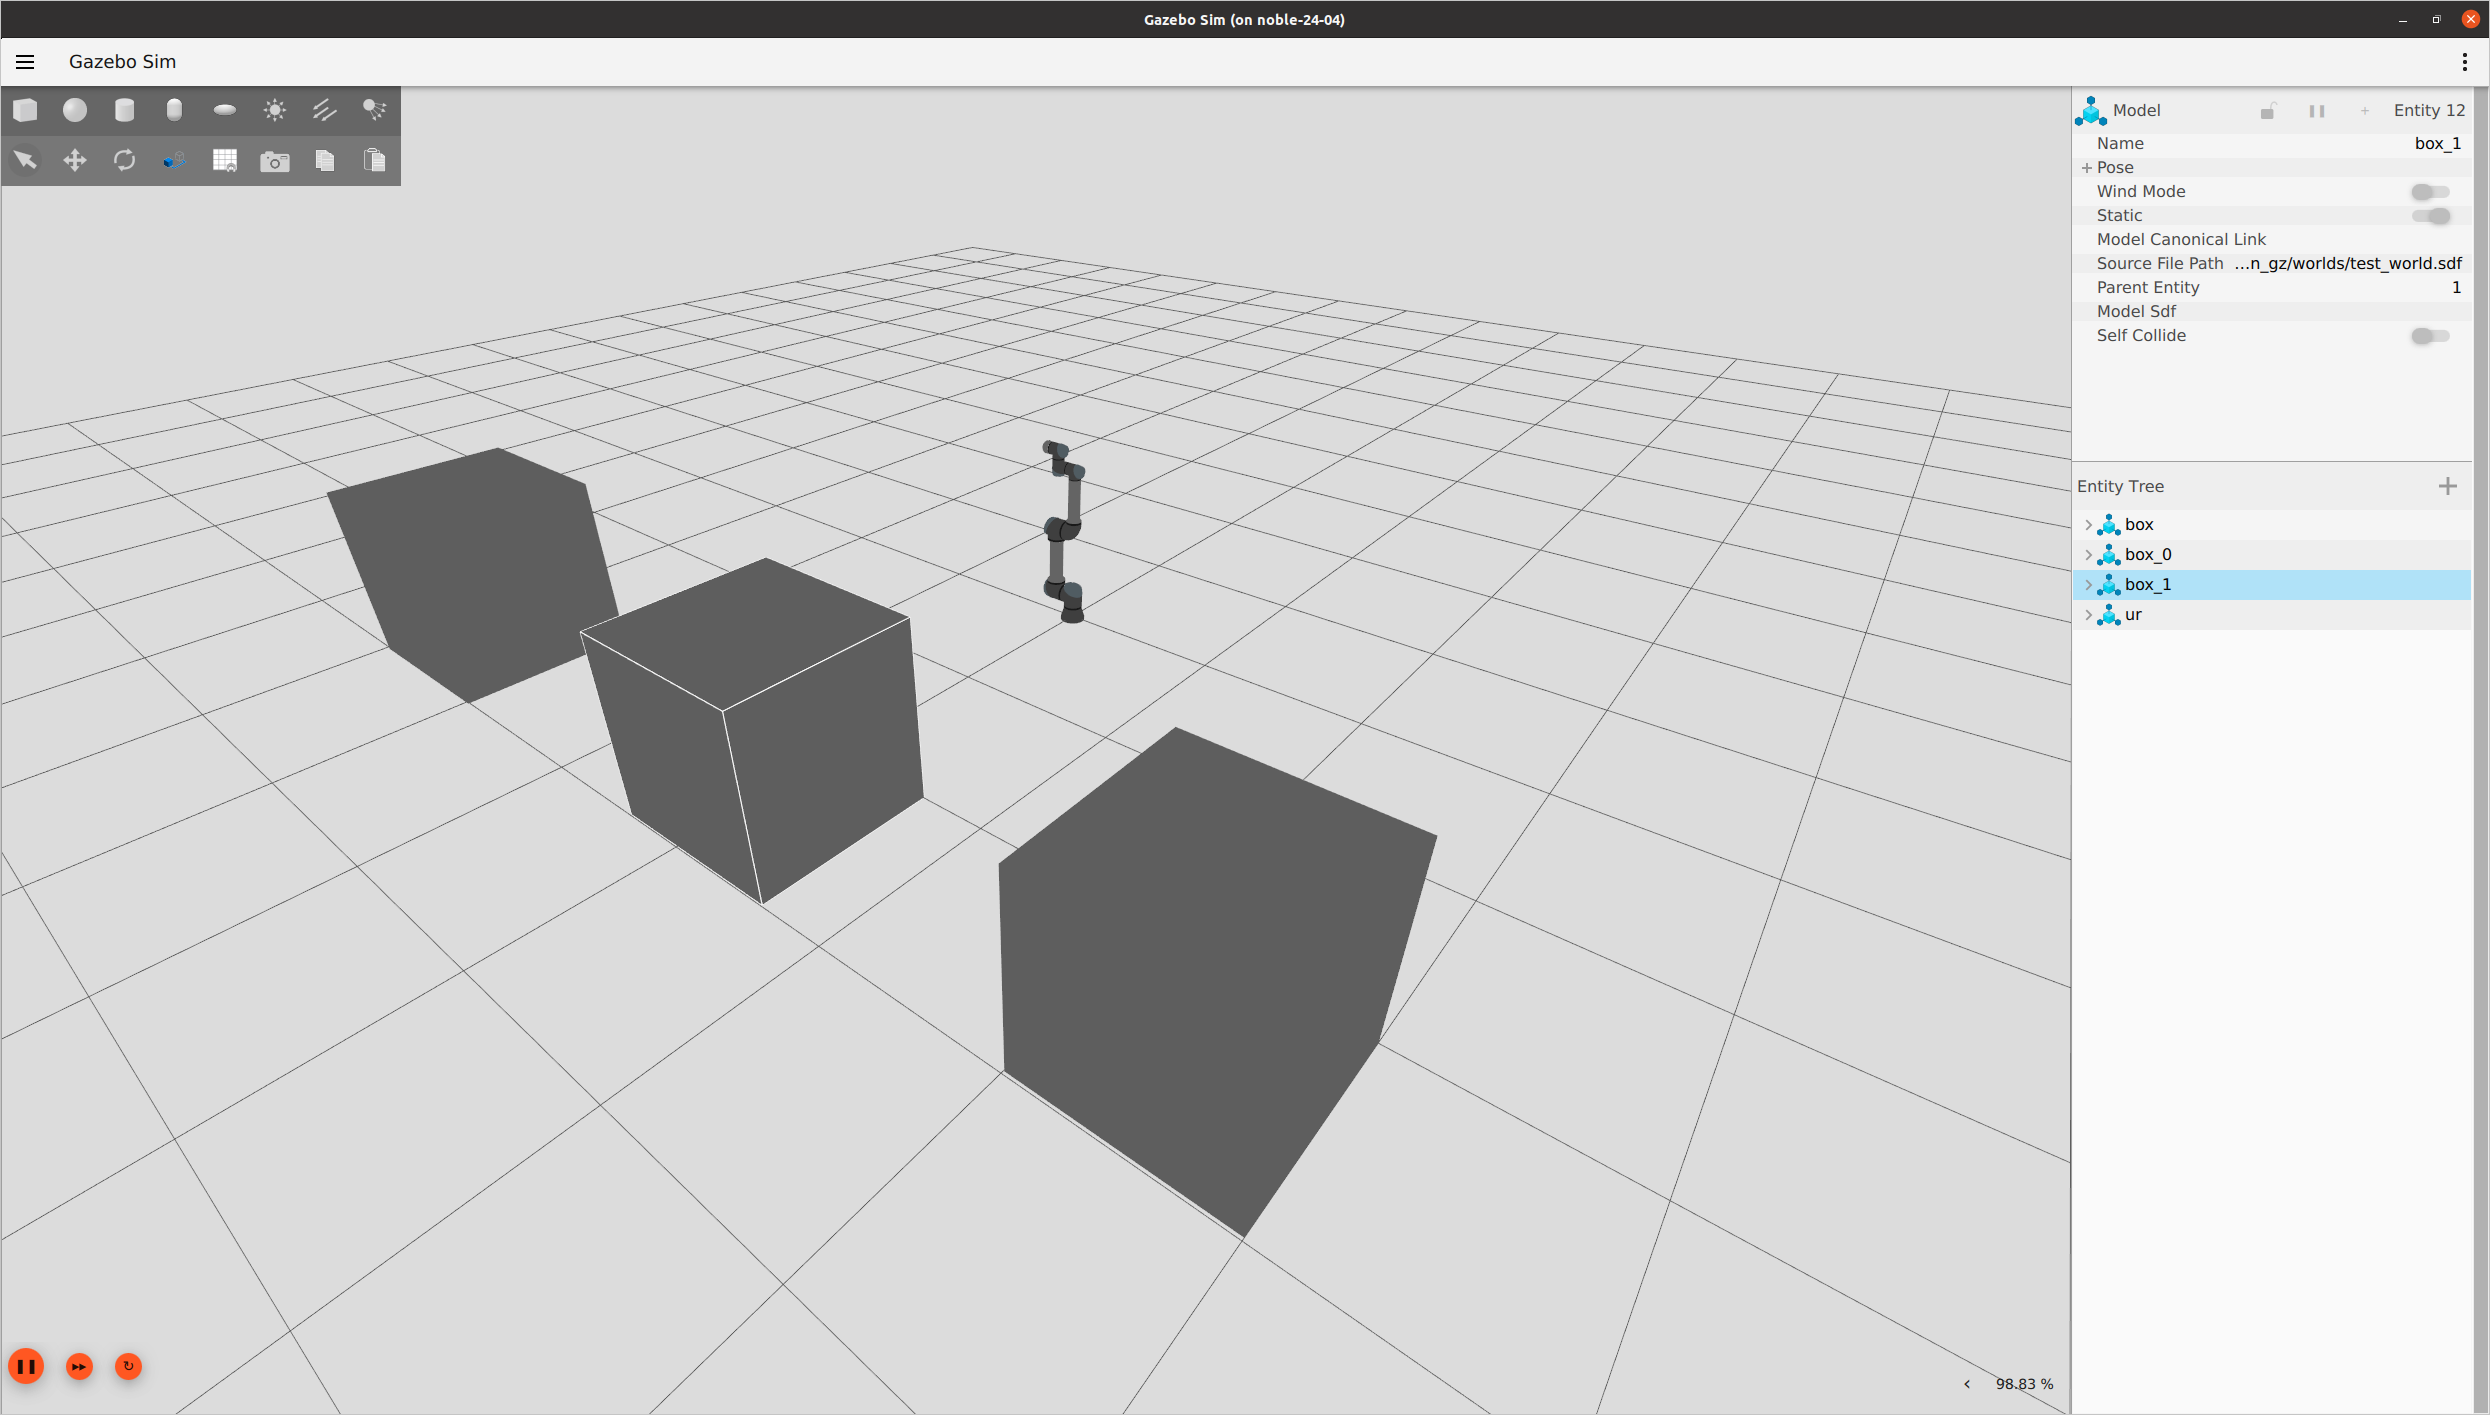 Gazebo Sim (on noble-24-04)
Gazebo Sim
Model Entity 12
Name box_1
Pose
Wind Mode
Static
Model Canonical Link
Source File Path ...n_gz/worlds/test_world.sdf
Parent Entity 1
Model Sdf
Self Collide
Entity Tree
box
box_0
box_1
ur
98.83 %